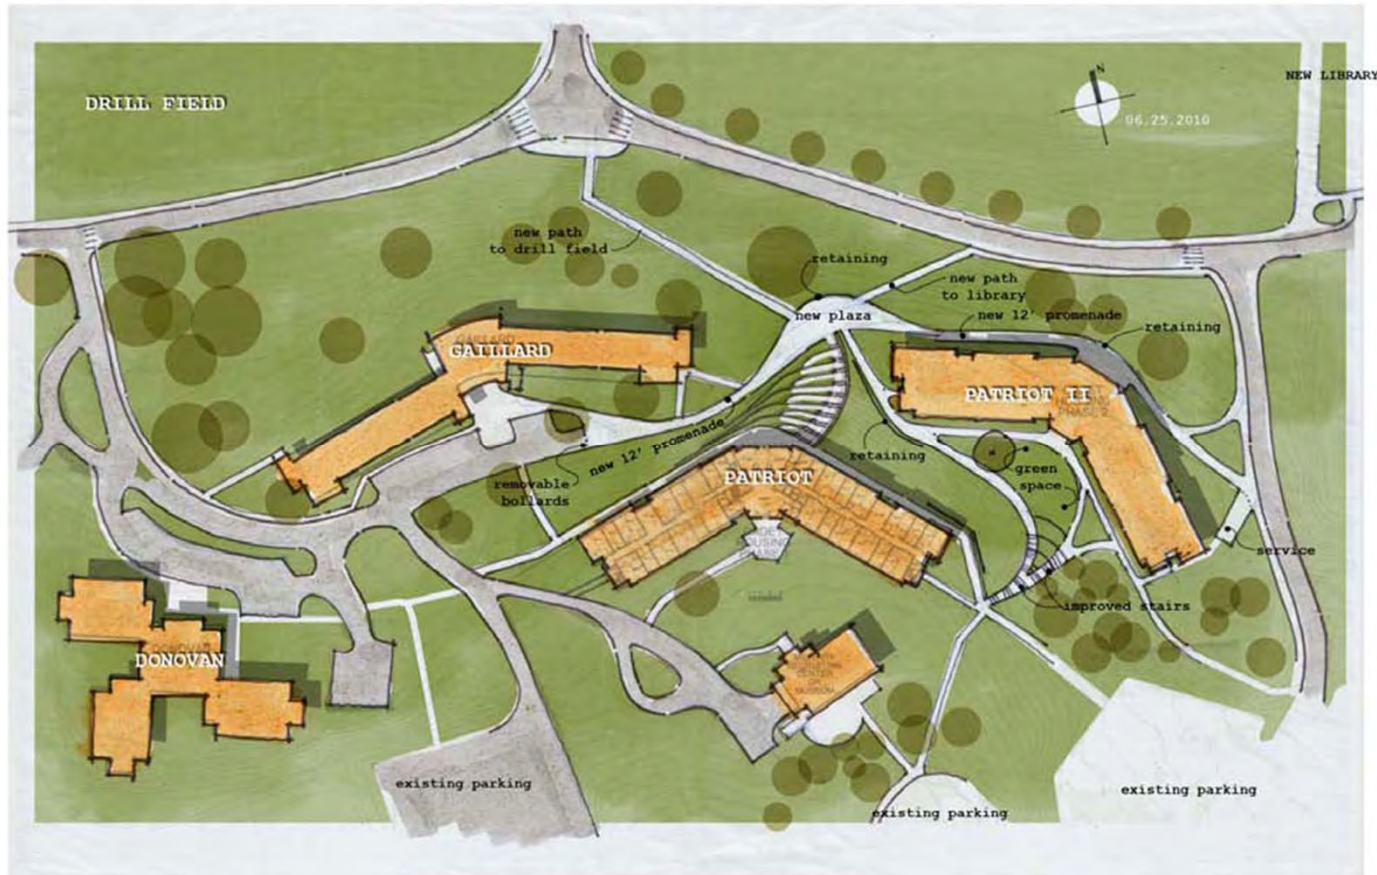 NEW LIBRARY
DRILL FIELD
N
06.25.2010
new path
to drill field
retaining
new path
to library
new plaza
new 12' promenade
retaining
GAILLARD
PATRIOT II
new 12' promenade
retaining
green
space
removable
bollards
PATRIOT
service
improved stairs
DONOVAN
existing parking
existing parking
existing parking